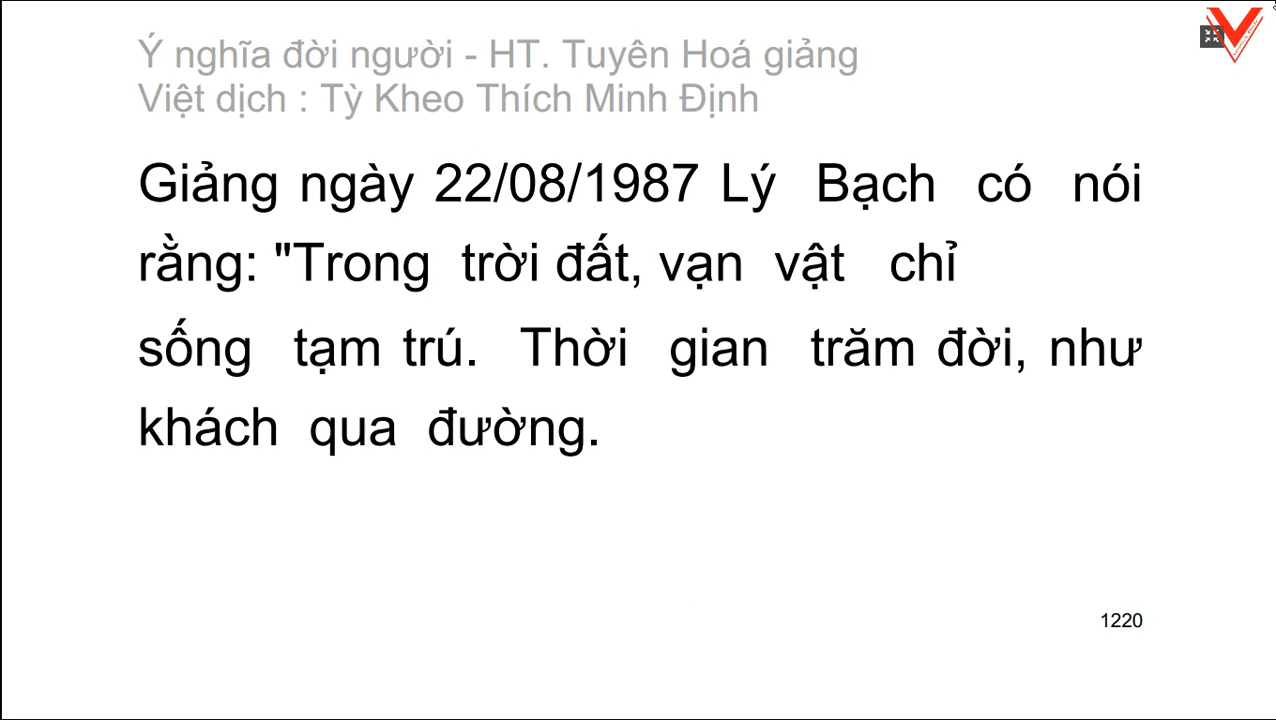 Ý nghĩa đời người - HT. Tuyên Hoá giảng
Việt dịch : Tỳ Kheo Thích Minh Định
Giảng ngày 22/08/1987 Lý Bạch có nói
rằng: "Trong trời đất, vạn vật chỉ
sống tạm trú. Thời gian trăm đời, như
khách qua đường.
1220